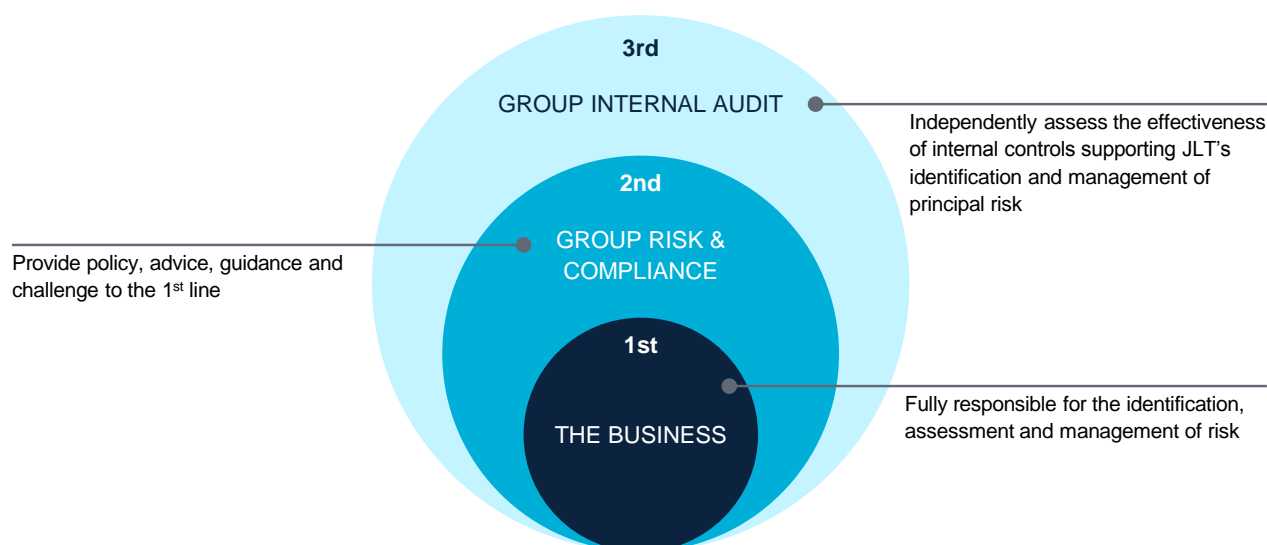 3rd
GROUP INTERNAL AUDIT
Independently assess the effectiveness
of internal controls supporting JLT’s
identification and management of
principal risk
2nd
GROUP RISK &
COMPLIANCE
Provide policy, advice, guidance and
challenge to the 1st line
1st
THE BUSINESS
Fully responsible for the identification,
assessment and management of risk